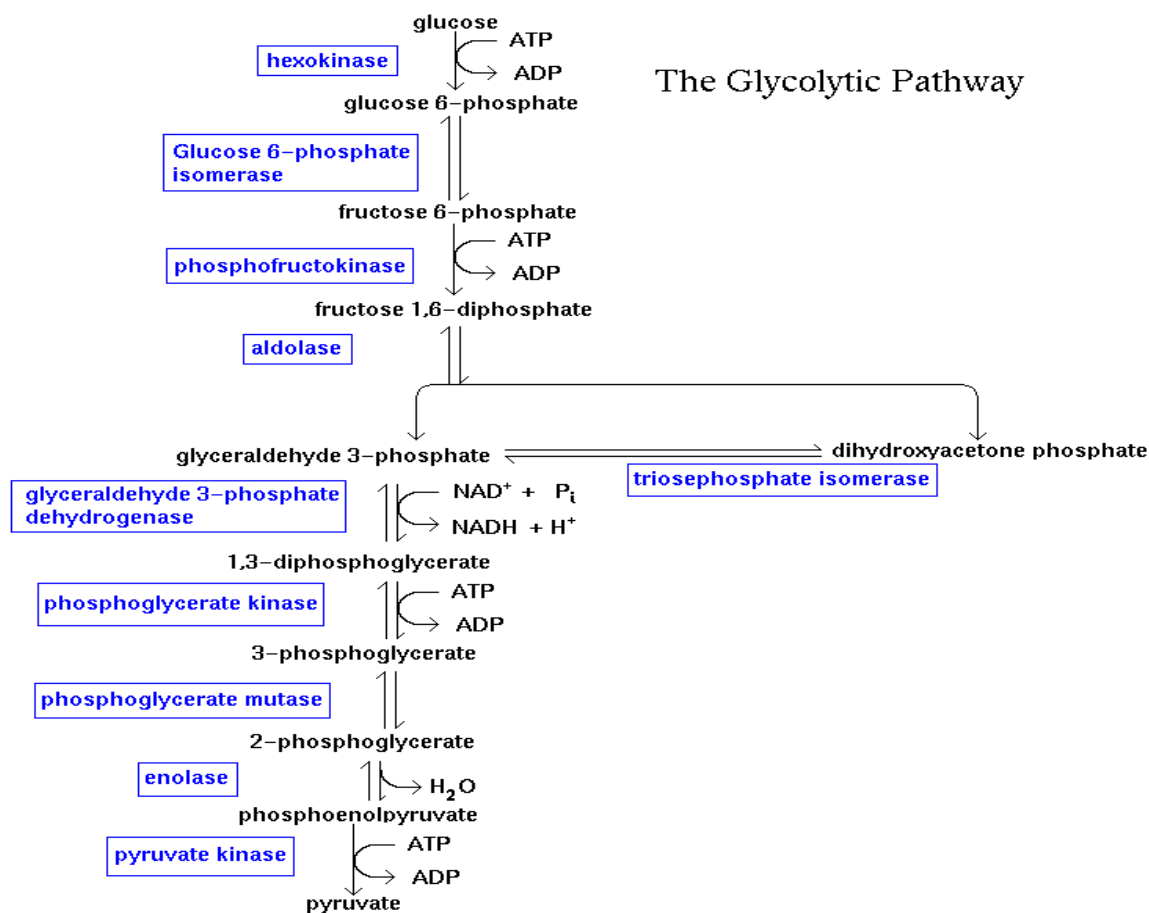 glucose
ATP
hexokinase
ADP
The Glycolytic Pathway
glucose 6-phosphate
Glucose 6-phosphate
isomerase
fructose 6-phosphate
ATP
phosphofructokinase
ADP
fructose 1,6-diphosphate
aldolase
glyceraldehyde 3-phosphate
dihydroxyacetone phosphate
triosephosphate isomerase
glyceraldehyde 3-phosphate
dehydrogenase
NAD⁺ + Pᵢ
NADH + H⁺
1,3-diphosphoglycerate
phosphoglycerate kinase
ATP
ADP
3-phosphoglycerate
phosphoglycerate mutase
2-phosphoglycerate
enolase
H₂O
phosphoenolpyruvate
ATP
pyruvate kinase
ADP
pyruvate